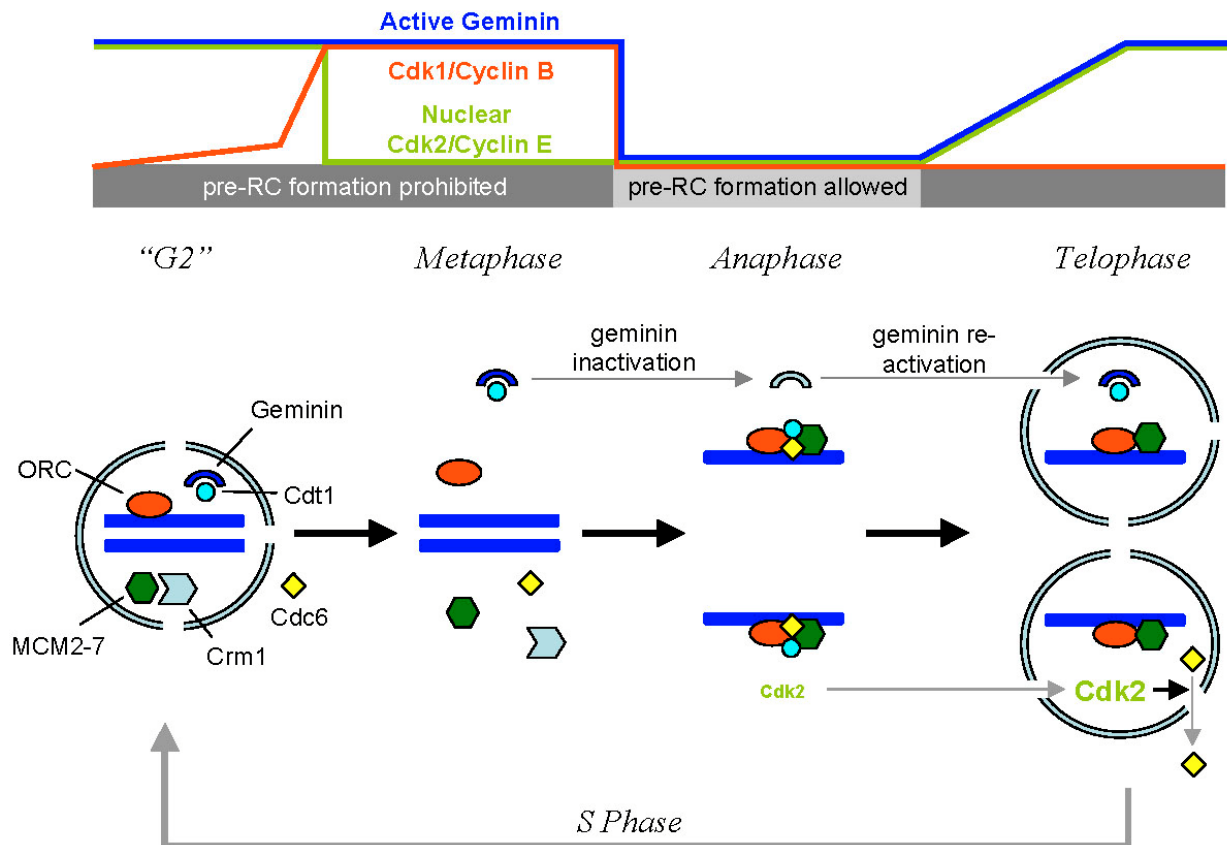 Active Geminin
Cdk1/Cyclin B
Nuclear
Cdk2/Cyclin E
pre-RC formation prohibited
pre-RC formation allowed
“G2”
Metaphase
Anaphase
Telophase
geminin
inactivation
geminin re-
activation
Geminin
ORC
Cdt1
Cdc6
MCM2-7
Crm1
Cdk2
Cdk2
S Phase